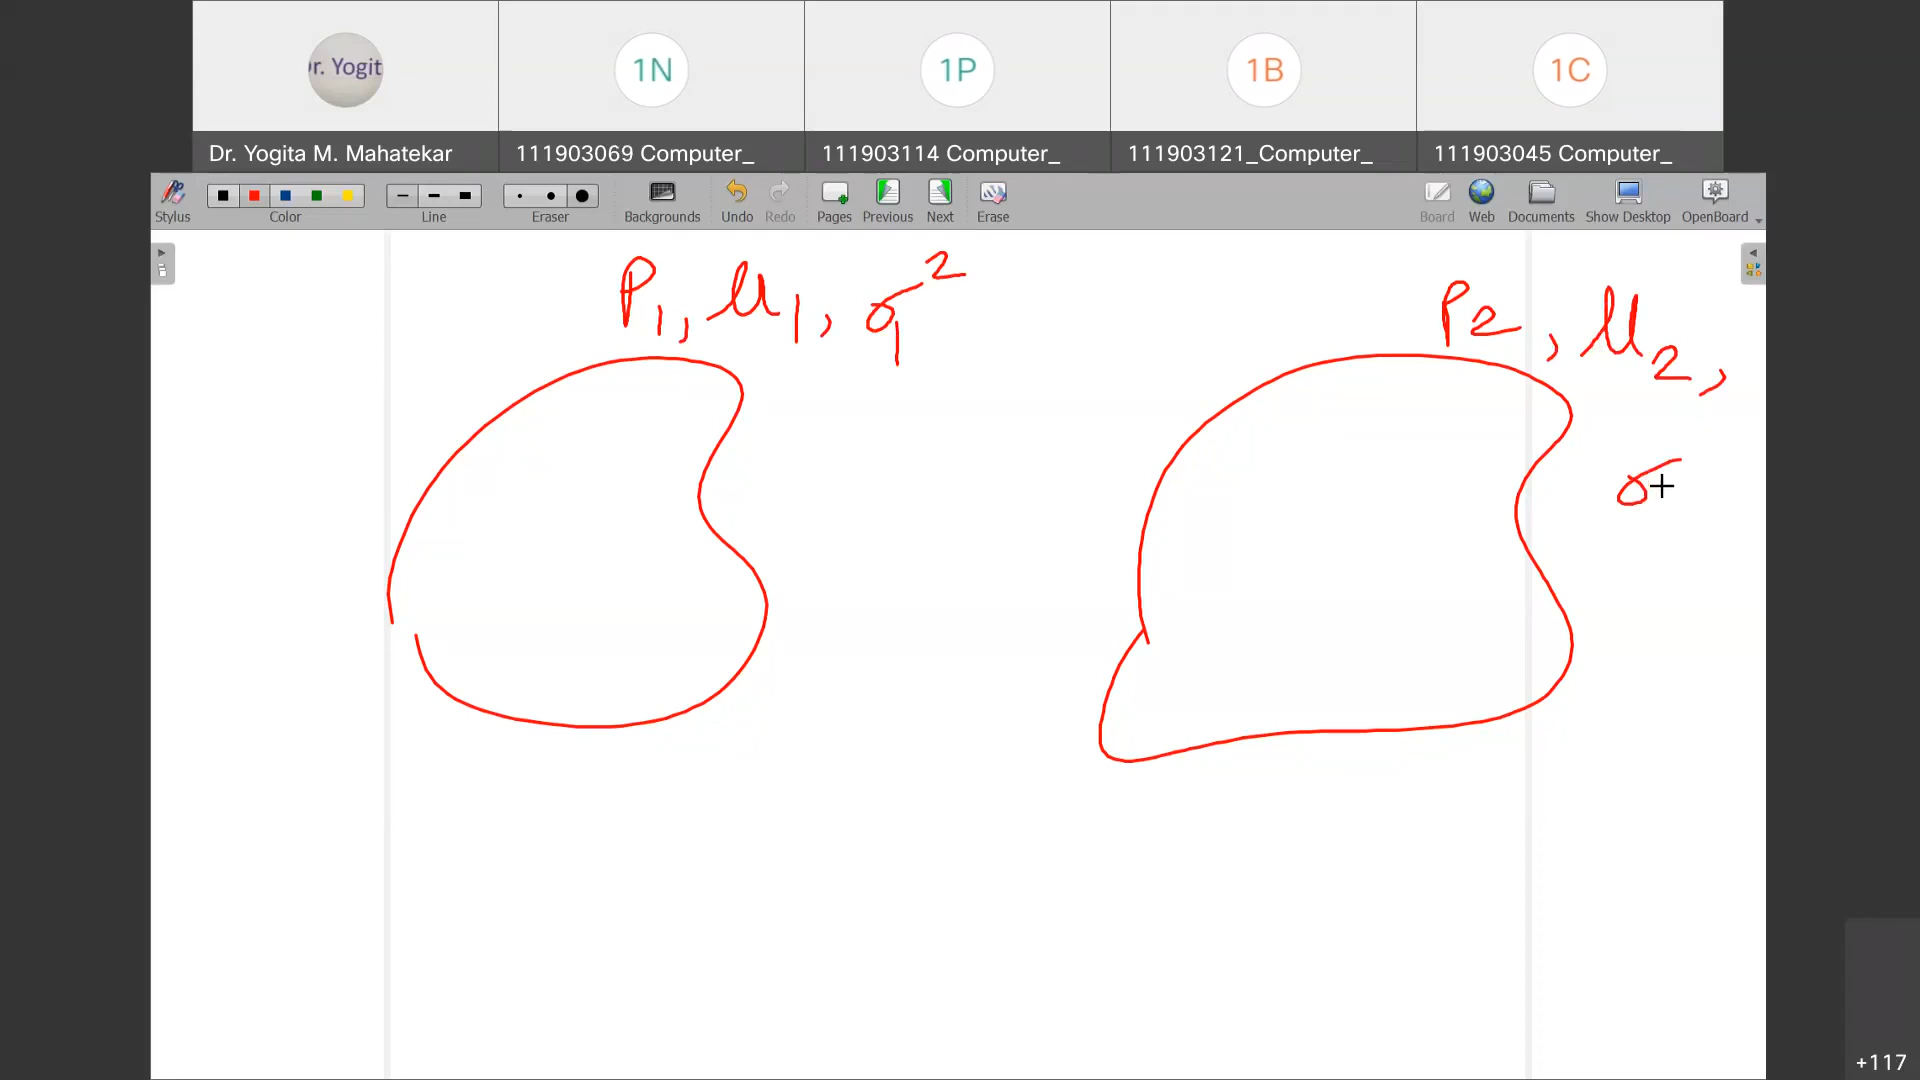 r. Yogit
1N
1P
1B
1C
Dr. Yogita M. Mahatekar
111903069 Computer_
111903114 Computer_
111903121_Computer_
111903045 Computer_
Stylus
Color
Line
Eraser
Backgrounds
Undo
Redo
Pages
Previous
Next
Erase
Board
Web
Documents
Show Desktop
OpenBoard
P₁, μ₁, σ₁²
P₂, μ₂,
σ
+117